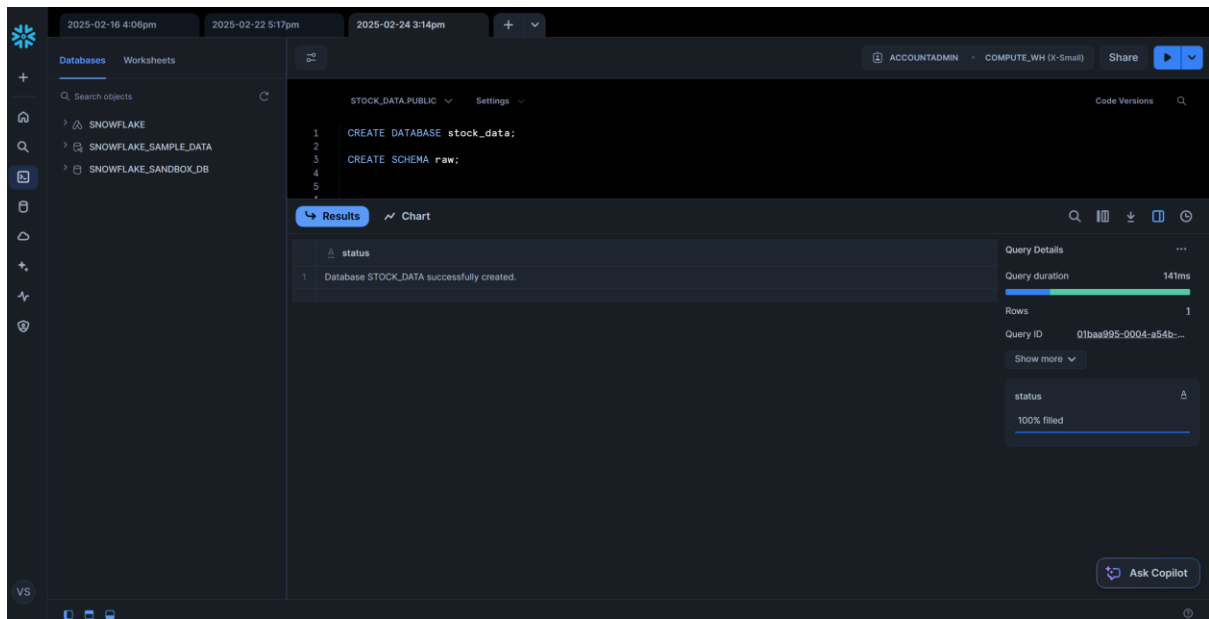 2025-02-16 4:06pm
2025-02-22 5:17pm
2025-02-24 3:14pm
Databases
Worksheets
ACCOUNTADMIN · COMPUTE_WH (X-Small)
Share
Search objects
SNOWFLAKE
SNOWFLAKE_SAMPLE_DATA
SNOWFLAKE_SANDBOX_DB
STOCK_DATA.PUBLIC
Settings
Code Versions
1 CREATE DATABASE stock_data;
2
3 CREATE SCHEMA raw;
4
5
Results
Chart
A status
1 Database STOCK_DATA successfully created.
Query Details
...
Query duration 141ms
Rows 1
Query ID 01baa995-0004-a54b-...
Show more
status A
100% filled
Ask Copilot
VS